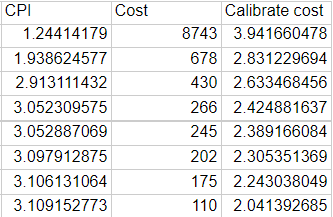 CPI Cost Calibrate cost
1.24414179 8743 3.941660478
1.938624577 678 2.831229694
2.913111432 430 2.633468456
3.052309575 266 2.424881637
3.052887069 245 2.389166084
3.097912875 202 2.305351369
3.106131064 175 2.243038049
3.109152773 110 2.041392685